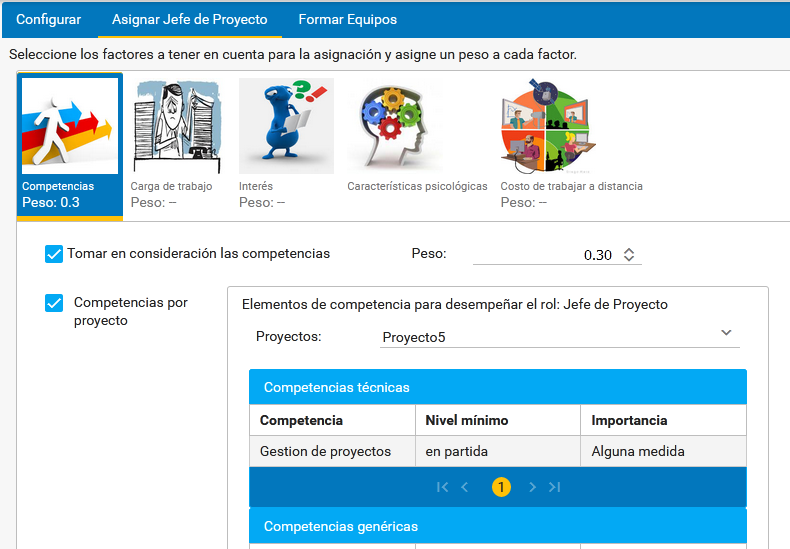 Configurar Asignar Jefe de Proyecto Formar Equipos
Seleccione los factores a tener en cuenta para la asignación y asigne un peso a cada factor.
Competencias Carga de trabajo Interés Características psicológicas Costo de trabajar a distancia
Peso: 0.3 Peso: -- Peso: -- Peso: --
Tomar en consideración las competencias Peso: 0.30
Competencias por
proyecto
Elementos de competencia para desempeñar el rol: Jefe de Proyecto
Proyectos: Proyecto5
Competencias técnicas
Competencia Nivel mínimo Importancia
Gestion de proyectos en partida Alguna medida
1
Competencias genéricas